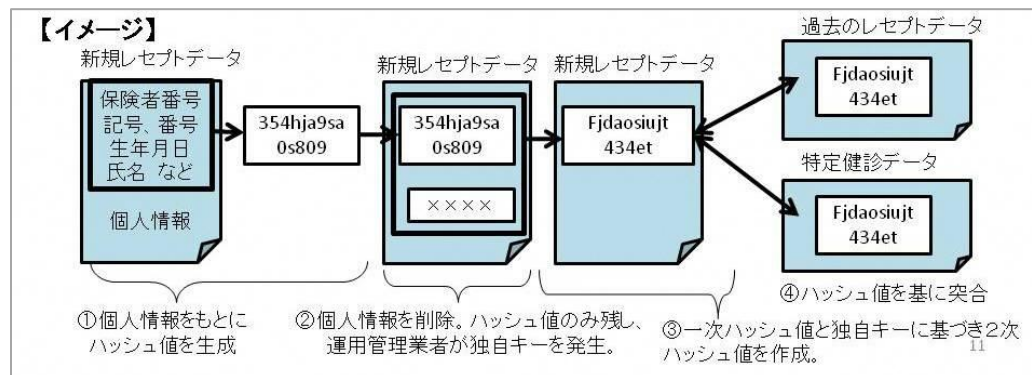 【イメージ】
新規レセプトデータ
保険者番号
記号、番号
生年月日
氏名 など
個人情報
354hja9sa
0s809
新規レセプトデータ
354hja9sa
0s809
××××
新規レセプトデータ
Fjdaosiujt
434et
過去のレセプトデータ
Fjdaosiujt
434et
特定健診データ
Fjdaosiujt
434et
①個人情報をもとに
ハッシュ値を生成
②個人情報を削除。ハッシュ値のみ残し、
運用管理業者が独自キーを発生。
③一次ハッシュ値と独自キーに基づき2次
ハッシュ値を作成。
④ハッシュ値を基に突合
11